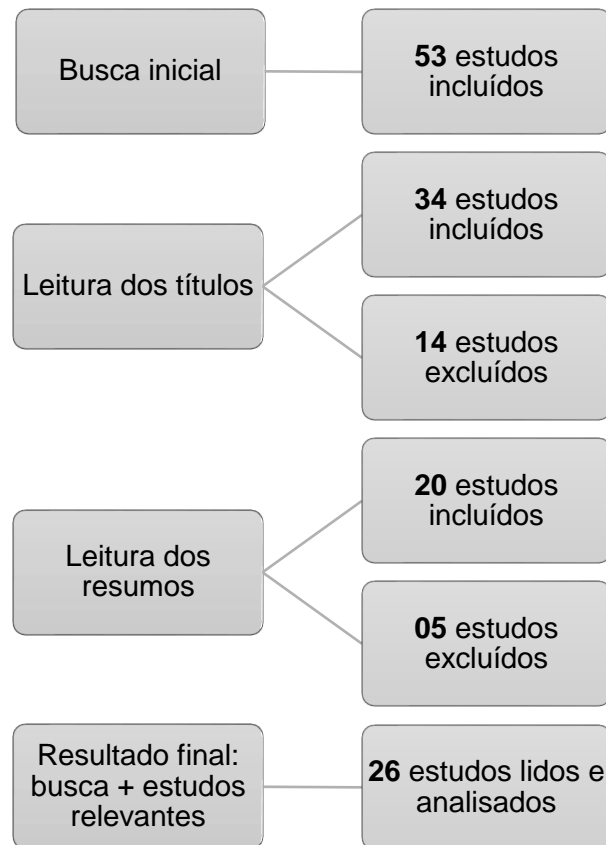 Busca inicial
53 estudos
incluídos
Leitura dos títulos
34 estudos
incluídos
14 estudos
excluídos
Leitura dos
resumos
20 estudos
incluídos
05 estudos
excluídos
Resultado final:
busca + estudos
relevantes
26 estudos lidos e
analisados